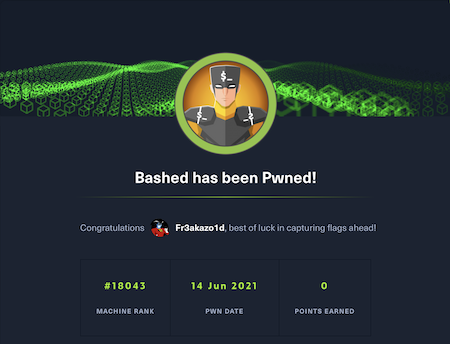 $_
$_
$_
Bashed has been Pwned!
Congratulations Fr3akazo1d, best of luck in capturing flags ahead!
#18043 14 Jun 2021 0
MACHINE RANK PWN DATE POINTS EARNED